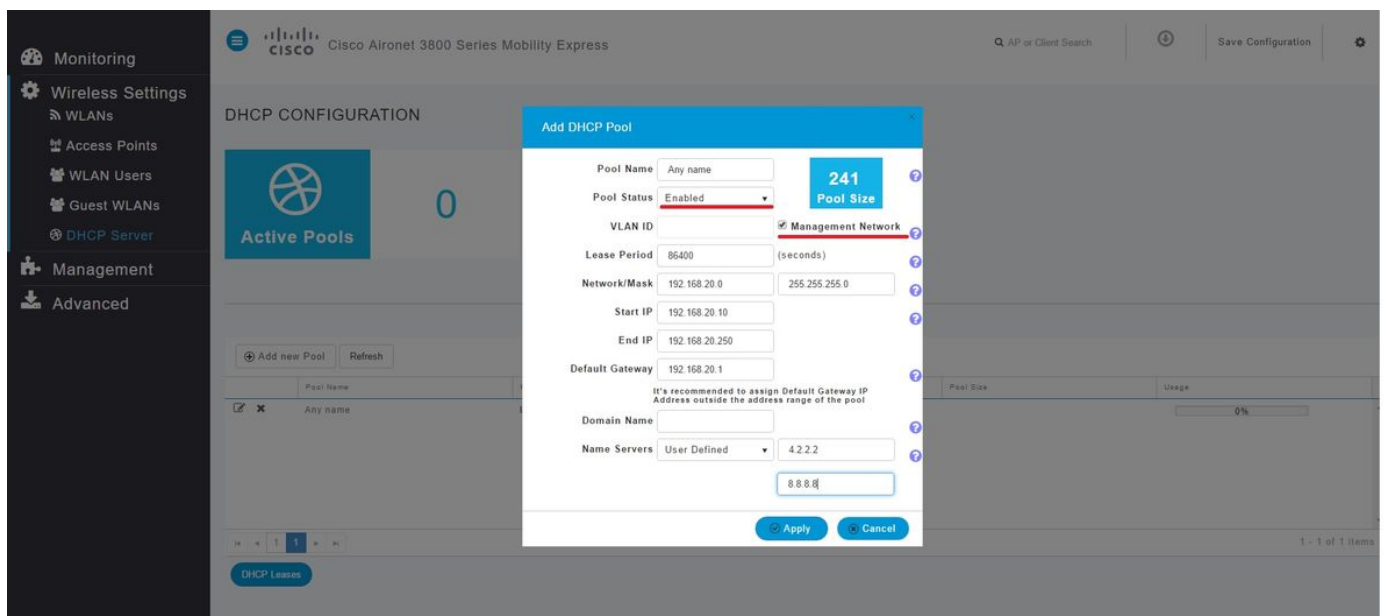 Monitoring
Wireless Settings
WLANs
Access Points
WLAN Users
Guest WLANs
DHCP Server
Management
Advanced
CISCO Cisco Aironet 3800 Series Mobility Express
AP or Client Search
Save Configuration
DHCP CONFIGURATION
Active Pools
0
Add new Pool
Refresh
Pool Name
Pool Size
Usage
Any name
0%
1 1
1 - 1 of 1 items
DHCP Leases
Add DHCP Pool
Pool Name Any name
241
Pool Size
Pool Status Enabled
VLAN ID
Management Network
Lease Period 86400 (seconds)
Network/Mask 192.168.20.0 255.255.255.0
Start IP 192.168.20.10
End IP 192.168.20.250
Default Gateway 192.168.20.1
It's recommended to assign Default Gateway IP
Address outside the address range of the pool
Domain Name
Name Servers User Defined 4.2.2.2
8.8.8.8
Apply
Cancel